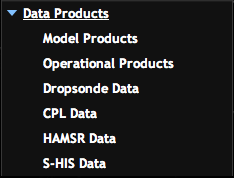 Data Products
Model Products
Operational Products
Dropsonde Data
CPL Data
HAMSR Data
S-HIS Data